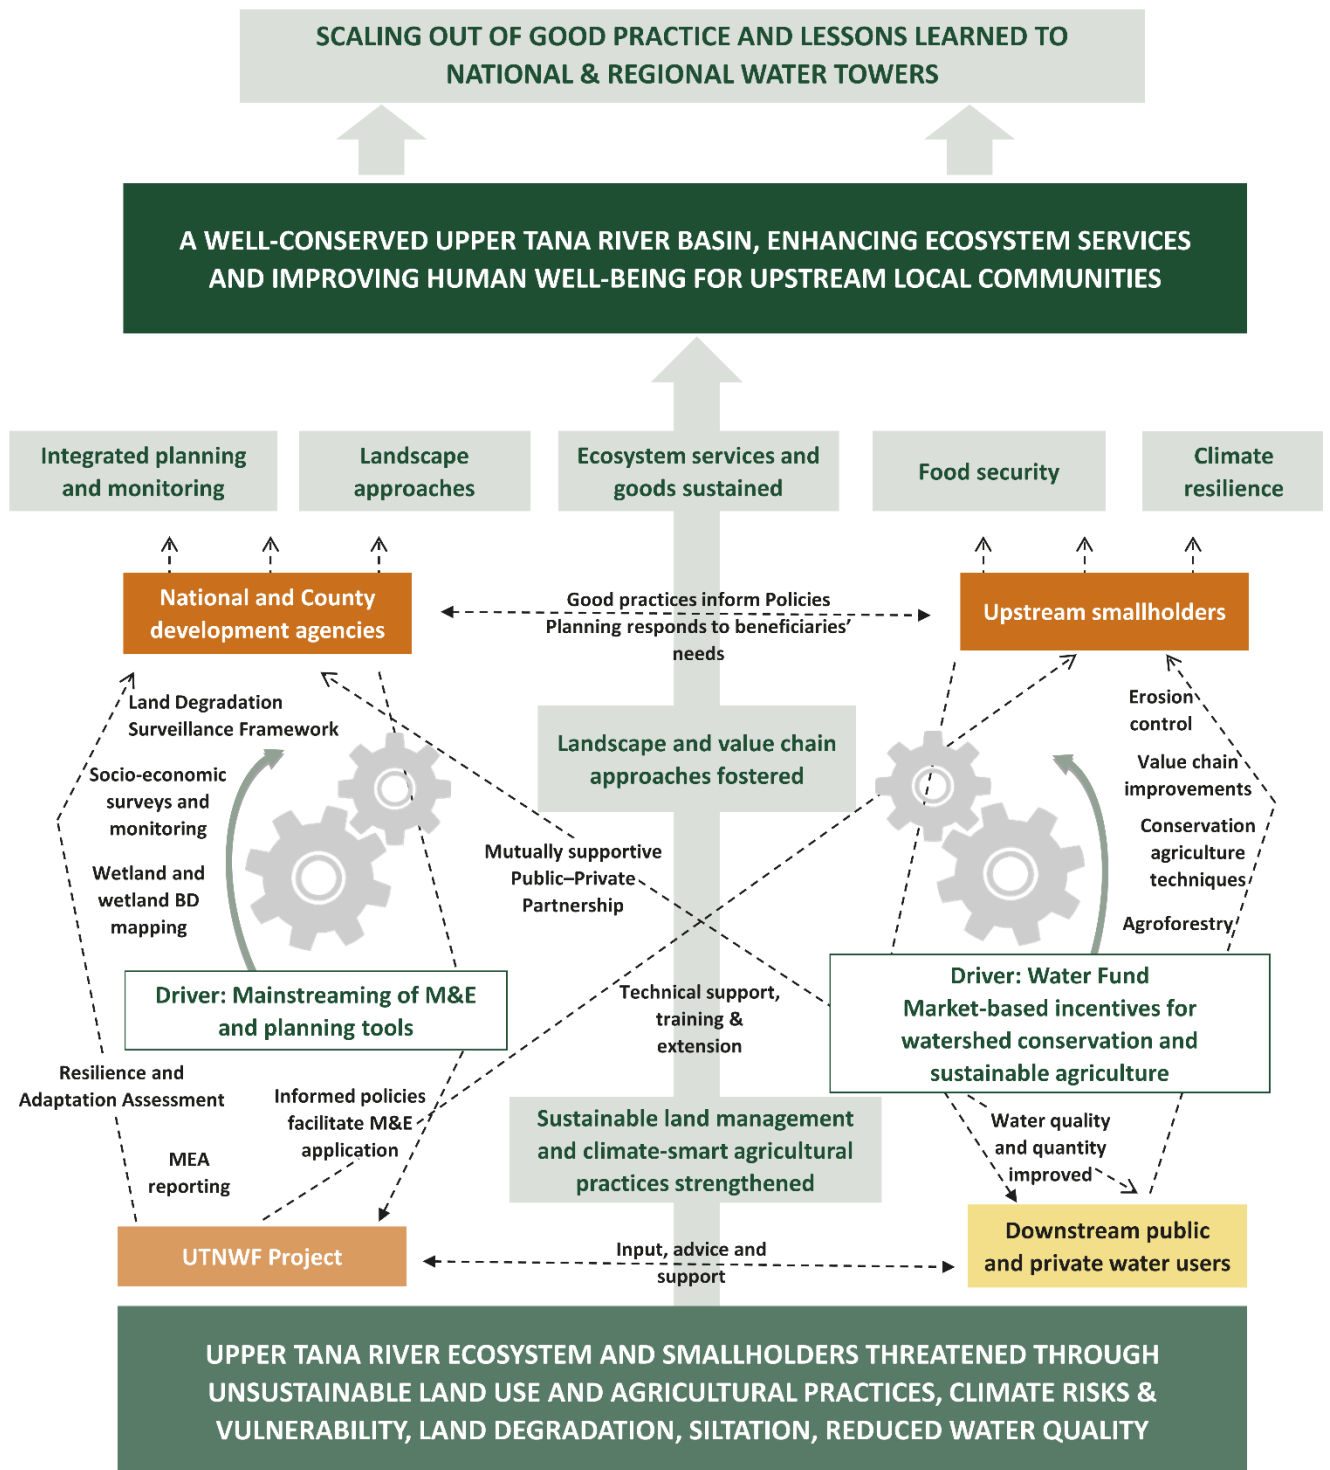 SCALING OUT OF GOOD PRACTICE AND LESSONS LEARNED TO
NATIONAL & REGIONAL WATER TOWERS
A WELL-CONSERVED UPPER TANA RIVER BASIN, ENHANCING ECOSYSTEM SERVICES
AND IMPROVING HUMAN WELL-BEING FOR UPSTREAM LOCAL COMMUNITIES
Integrated planning
and monitoring
Landscape
approaches
Ecosystem services and
goods sustained
Food security
Climate
resilience
National and County
development agencies
Good practices inform Policies
Planning responds to beneficiaries’
needs
Upstream smallholders
Land Degradation
Surveillance Framework
Socio-economic
surveys and
monitoring
Wetland and
wetland BD
mapping
Landscape and value chain
approaches fostered
Erosion
control
Value chain
improvements
Conservation
agriculture
techniques
Agroforestry
Mutually supportive
Public–Private
Partnership
Driver: Mainstreaming of M&E
and planning tools
Technical support,
training &
extension
Driver: Water Fund
Market-based incentives for
watershed conservation and
sustainable agriculture
Resilience and
Adaptation Assessment
Informed policies
facilitate M&E
application
MEA
reporting
Sustainable land management
and climate-smart agricultural
practices strengthened
Water quality
and quantity
improved
UTNWF Project
Input, advice and
support
Downstream public
and private water users
UPPER TANA RIVER ECOSYSTEM AND SMALLHOLDERS THREATENED THROUGH
UNSUSTAINABLE LAND USE AND AGRICULTURAL PRACTICES, CLIMATE RISKS &
VULNERABILITY, LAND DEGRADATION, SILTATION, REDUCED WATER QUALITY